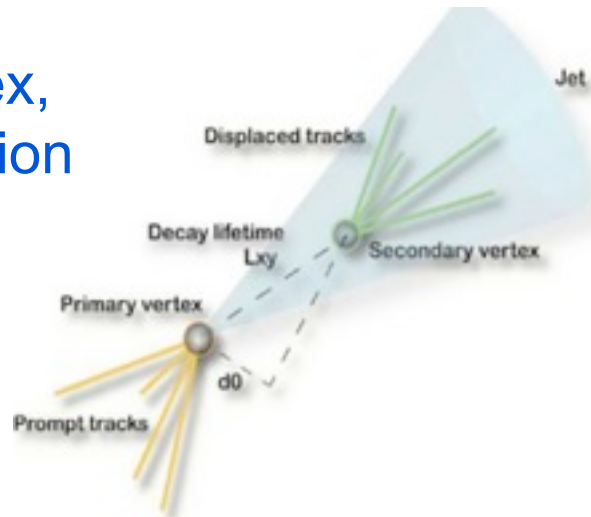 ex,
ion
Jet
Displaced tracks
Decay lifetime
Lxy
Secondary vertex
Primary vertex
d0
Prompt tracks